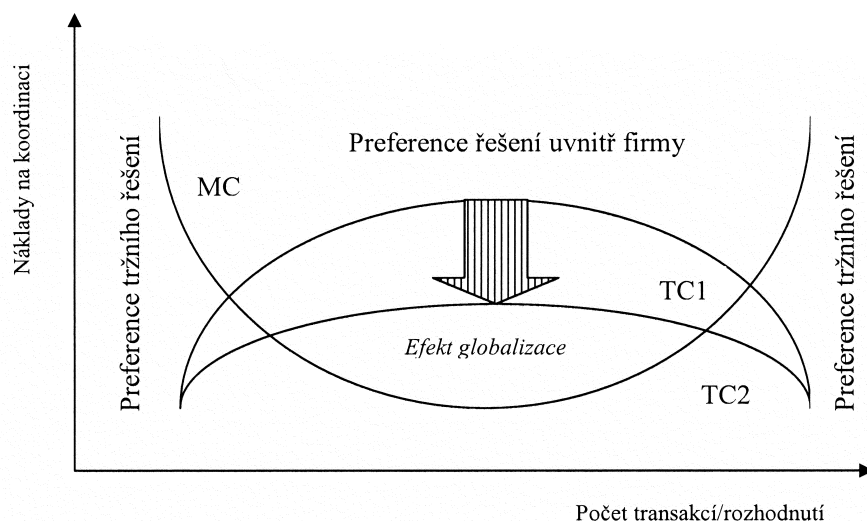 Náklady na koordinaci
Preference tržního řešení
MC
Preference řešení uvnitř firmy
TC1
Efekt globalizace
TC2
Preference tržního řešení
Počet transakcí/rozhodnutí